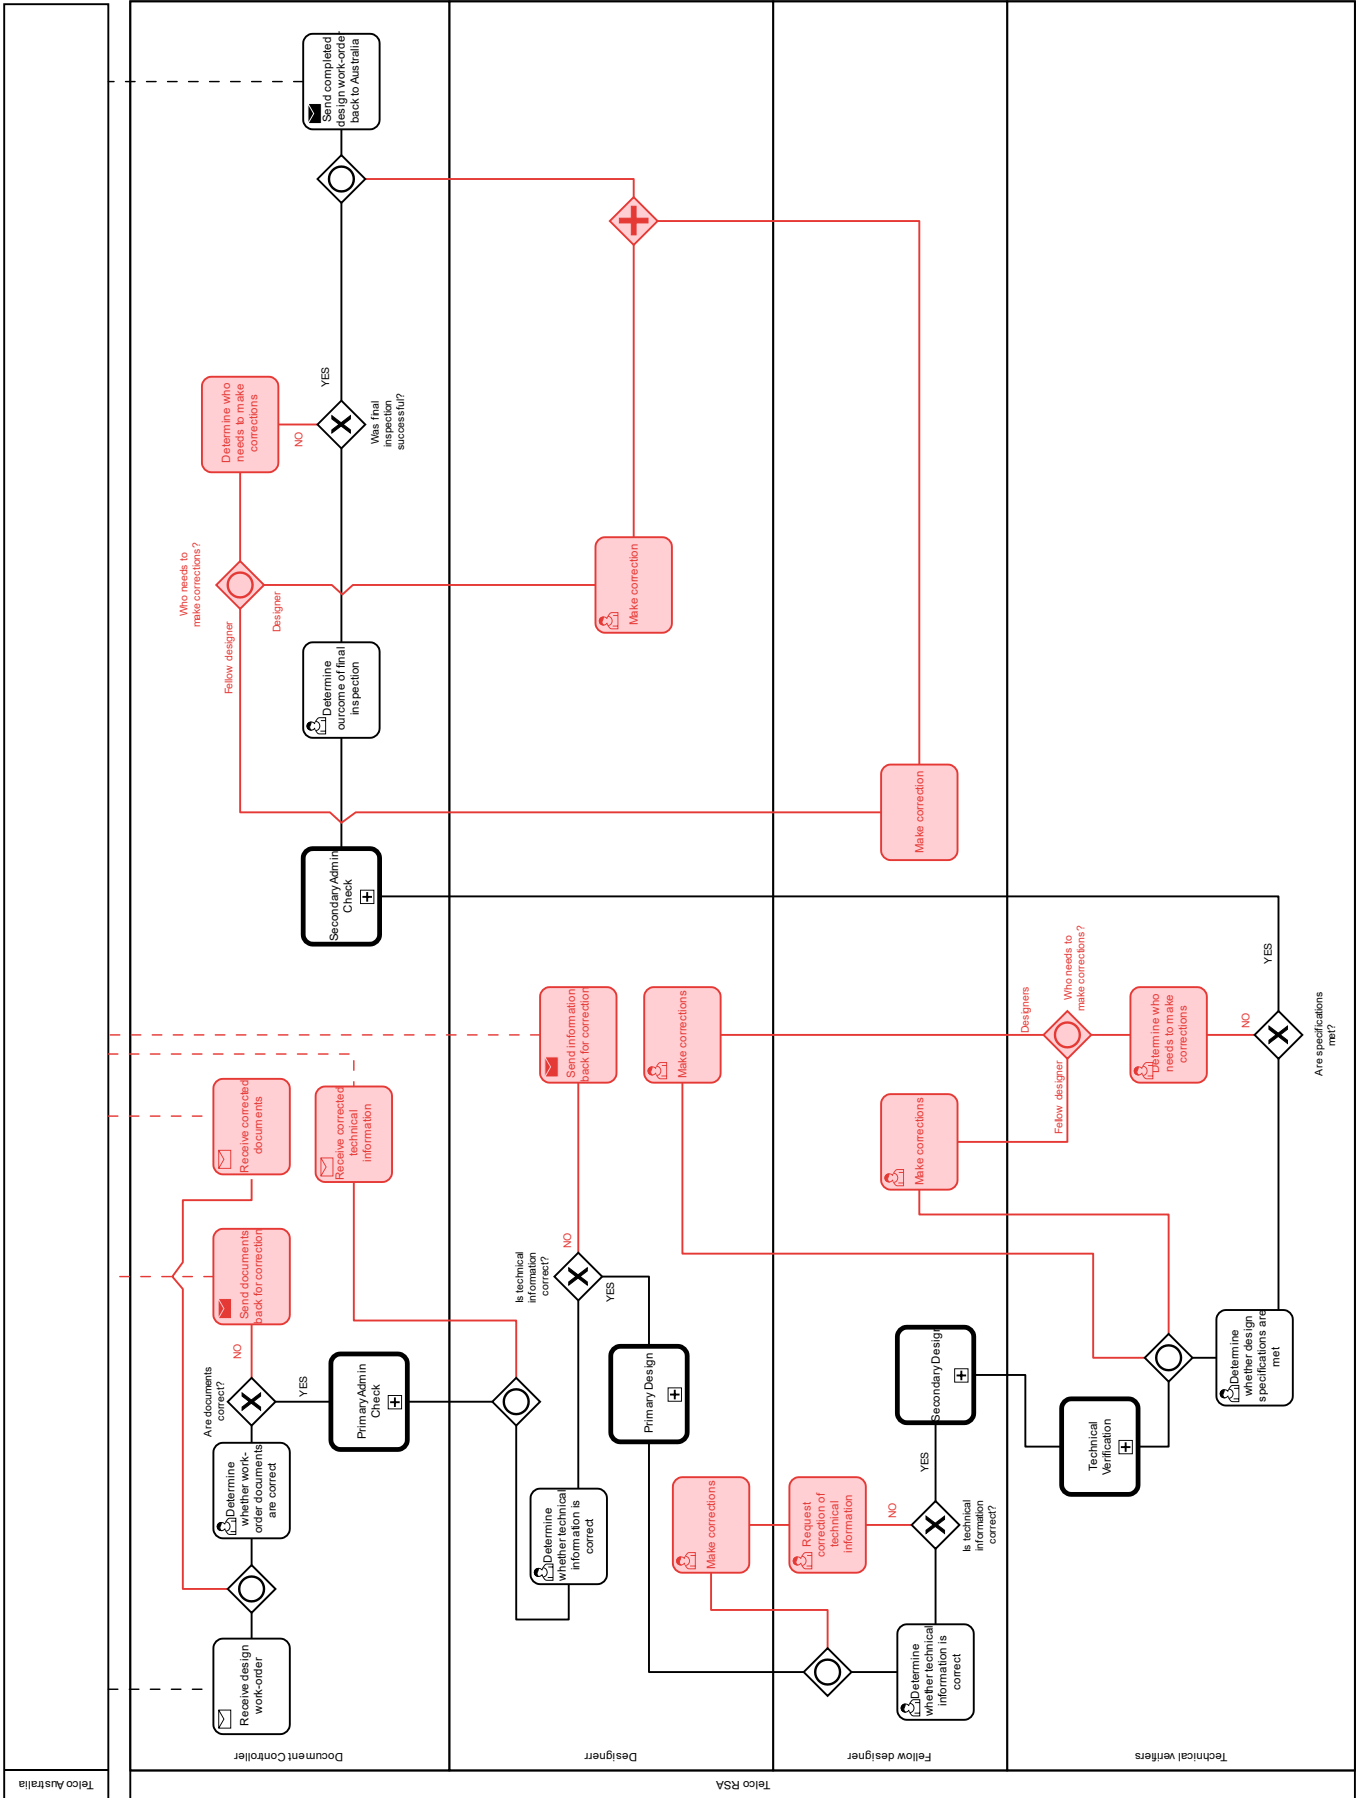 Telco Australia
Telco RSA
Document Controller
Designerr
Fellow designer
Technical verifiers
Receive design
work-order
Determine
whether work-
order documents
are correct
Are documents
correct?
NO
YES
Send documents
back for correction
Receive corrected
documents
Primary Admin
Check
Receive corrected
technical
information
Determine
whether technical
information is
correct
Is technical
information
correct?
NO
YES
Send information
back for correction
Primary Design
Make corrections
Request
correction of
technical
information
Determine
whether technical
information is
correct
Is technical
information
correct?
NO
YES
Secondary Design
Technical
Verification
Determine
whether design
specifications are
met
Are specifications
met?
NO
YES
Determine who
needs to make
corrections
Who needs to
make corrections?
Designers
Fellow designer
Make corrections
Make corrections
Secondary Admin
Check
Determine
ourcome of final
inspection
Was final
inspection
successful?
NO
YES
Determine who
needs to make
corrections
Who needs to
make corrections?
Designer
Fellow designer
Make correction
Make correction
Send completed
design work-order
back to Australia